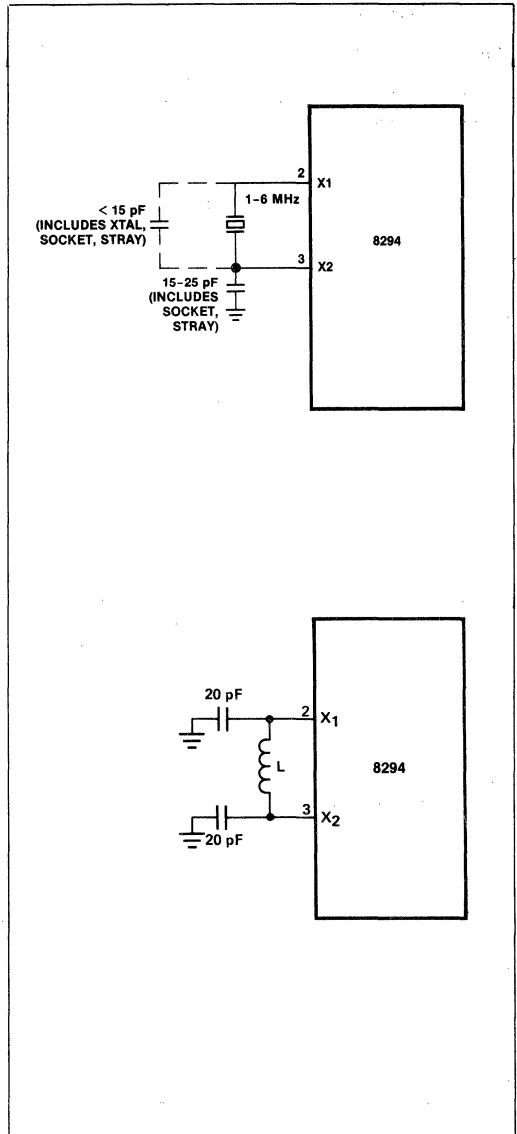 2
X1
1–6 MHz
< 15 pF
(INCLUDES XTAL,
SOCKET, STRAY)
8294
3
X2
15–25 pF
(INCLUDES
SOCKET,
STRAY)
20 pF
2
X1
L
8294
3
X2
20 pF